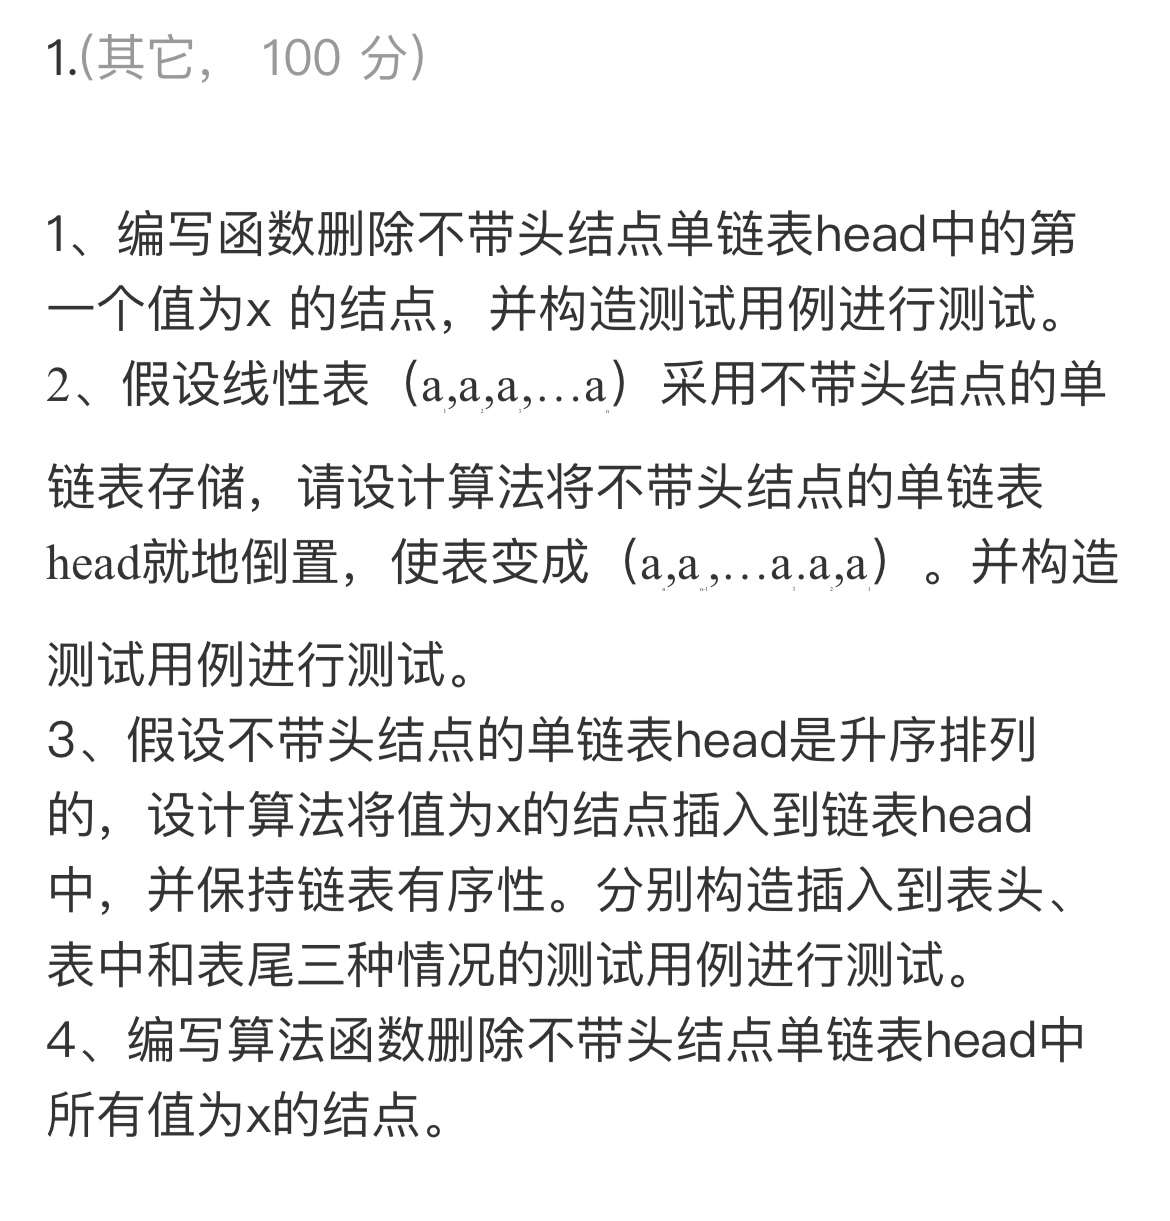 1.(其它， 100 分)
1、编写函数删除不带头结点单链表head中的第
一个值为x 的结点，并构造测试用例进行测试。
2、假设线性表（a₁,a₂,a₃,…aₙ）采用不带头结点的单
链表存储，请设计算法将不带头结点的单链表
head就地倒置，使表变成（aₙ,aₙ₋₁,…a₃.a₂,a₁）。并构造
测试用例进行测试。
3、假设不带头结点的单链表head是升序排列
的，设计算法将值为x的结点插入到链表head
中，并保持链表有序性。分别构造插入到表头、
表中和表尾三种情况的测试用例进行测试。
4、编写算法函数删除不带头结点单链表head中
所有值为x的结点。